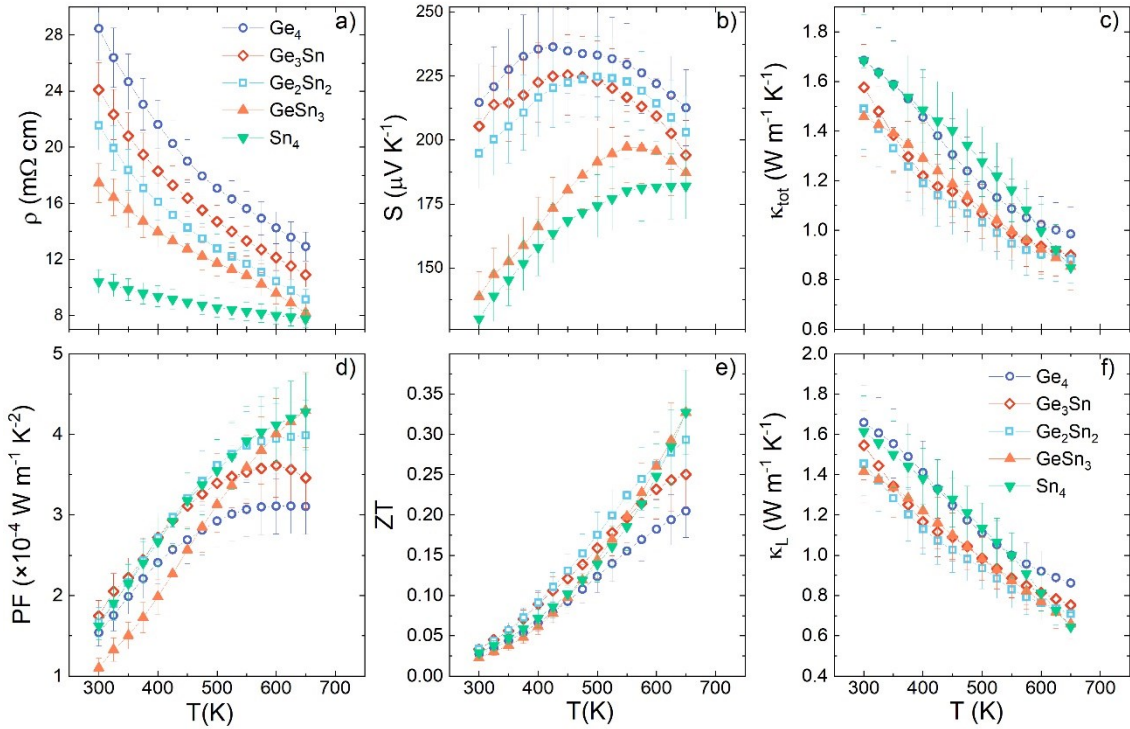 a)
ρ (mΩ cm)
28
24
20
16
12
8
Ge4
Ge3Sn
Ge2Sn2
GeSn3
Sn4
b)
S (μV K-1)
250
225
200
175
150
c)
κtot (W m-1 K-1)
1.8
1.6
1.4
1.2
1.0
0.8
0.6
d)
PF (×10-4 W m-1 K-2)
5
4
3
2
1
300 400 500 600 700
T(K)
e)
ZT
0.35
0.30
0.25
0.20
0.15
0.10
0.05
0.00
300 400 500 600 700
T(K)
f)
κL (W m-1 K-1)
2.0
1.8
1.6
1.4
1.2
1.0
0.8
0.6
0.4
Ge4
Ge3Sn
Ge2Sn2
GeSn3
Sn4
300 400 500 600 700
T (K)